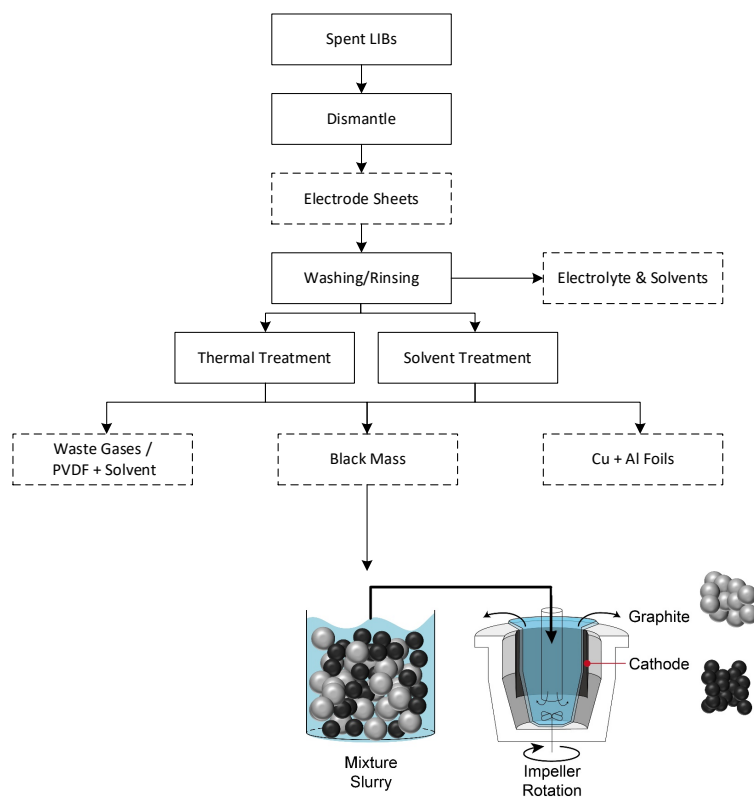 Spent LIBs
Dismantle
Electrode Sheets
Washing/Rinsing
Electrolyte & Solvents
Thermal Treatment
Solvent Treatment
Waste Gases /
PVDF + Solvent
Black Mass
Cu + Al Foils
Graphite
Cathode
Mixture
Slurry
Impeller
Rotation